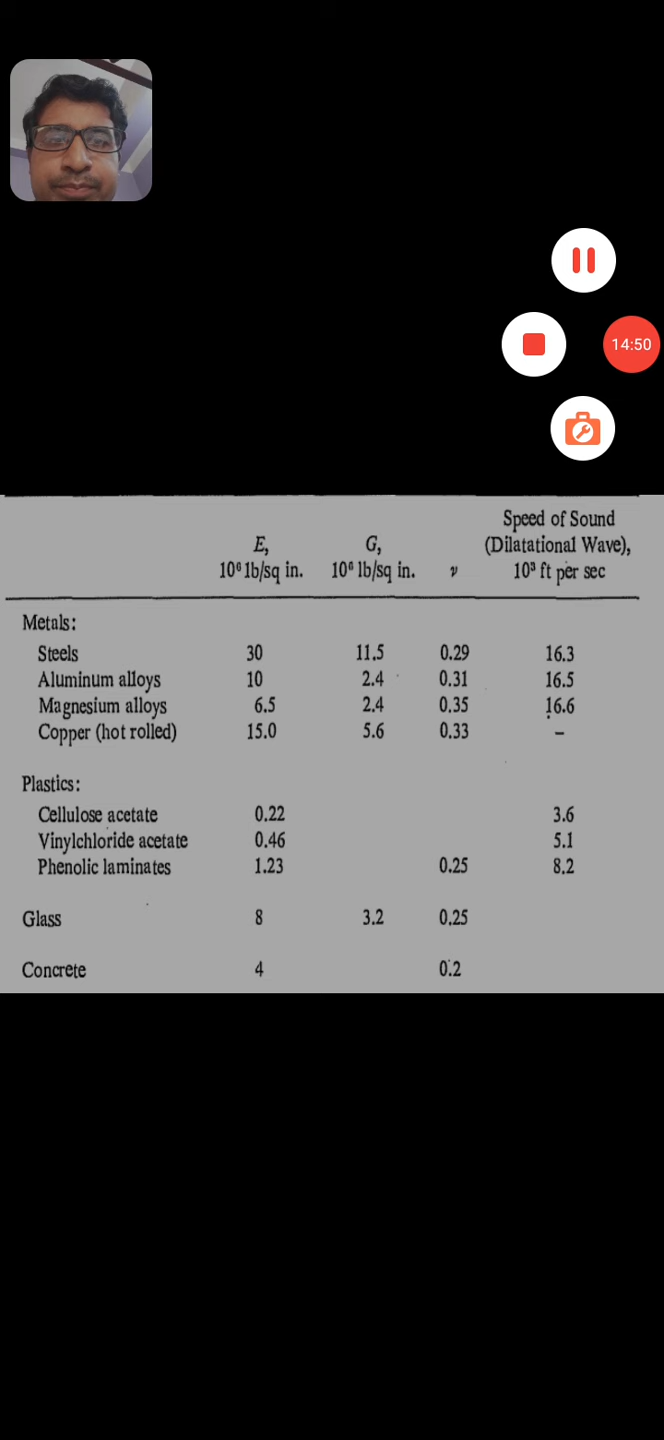 14:50
Speed of Sound
E, G, (Dilatational Wave),
10⁶ lb/sq in. 10⁶ lb/sq in. ν 10³ ft per sec
Metals:
Steels 30 11.5 0.29 16.3
Aluminum alloys 10 2.4 0.31 16.5
Magnesium alloys 6.5 2.4 0.35 16.6
Copper (hot rolled) 15.0 5.6 0.33 –
Plastics:
Cellulose acetate 0.22 3.6
Vinylchloride acetate 0.46 5.1
Phenolic laminates 1.23 0.25 8.2
Glass 8 3.2 0.25
Concrete 4 0.2